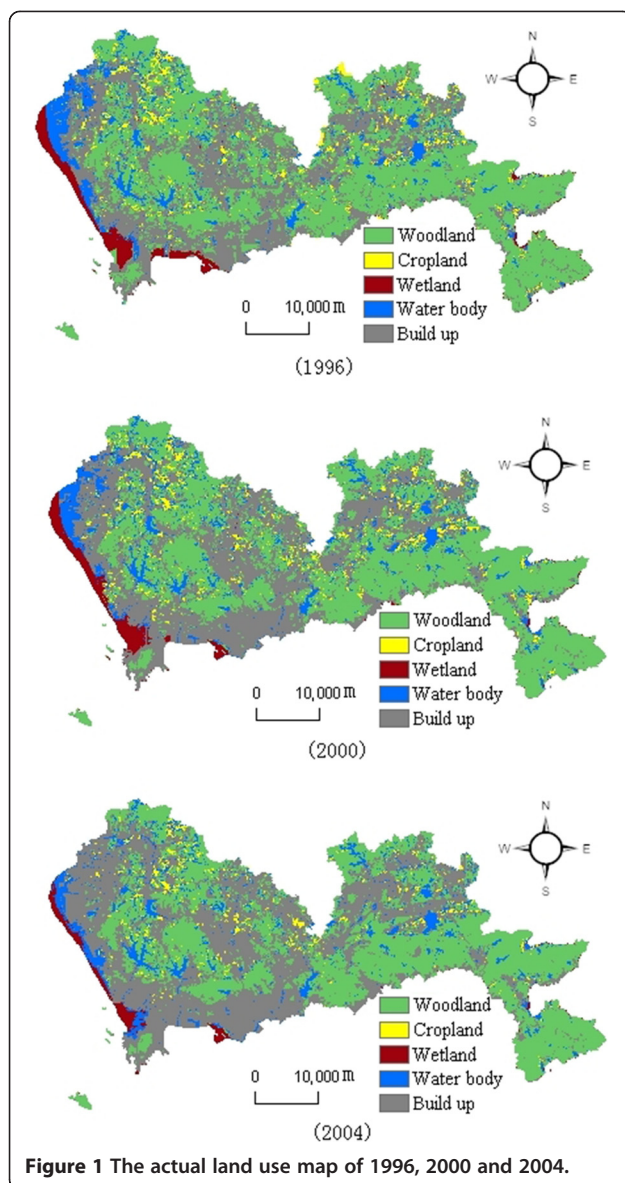 N
W E
S
Woodland
Cropland
Wetland
0 10,000 m
Water body
Build up
(1996)
N
W E
S
Woodland
Cropland
Wetland
0 10,000 m
Water body
Build up
(2000)
N
W E
S
Woodland
Cropland
Wetland
0 10,000 m
Water body
Build up
(2004)
Figure 1 The actual land use map of 1996, 2000 and 2004.